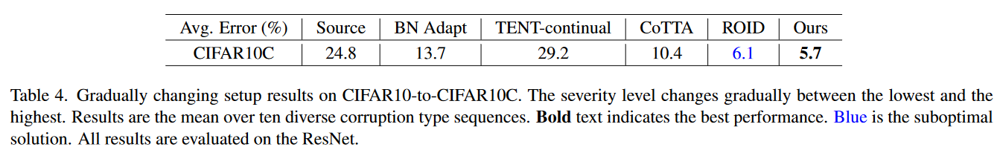 Avg. Error (%) Source BN Adapt TENT-continual CoTTA ROID Ours
CIFAR10C 24.8 13.7 29.2 10.4 6.1 5.7
Table 4. Gradually changing setup results on CIFAR10-to-CIFAR10C. The severity level changes gradually between the lowest and the
highest. Results are the mean over ten diverse corruption type sequences. Bold text indicates the best performance. Blue is the suboptimal
solution. All results are evaluated on the ResNet.